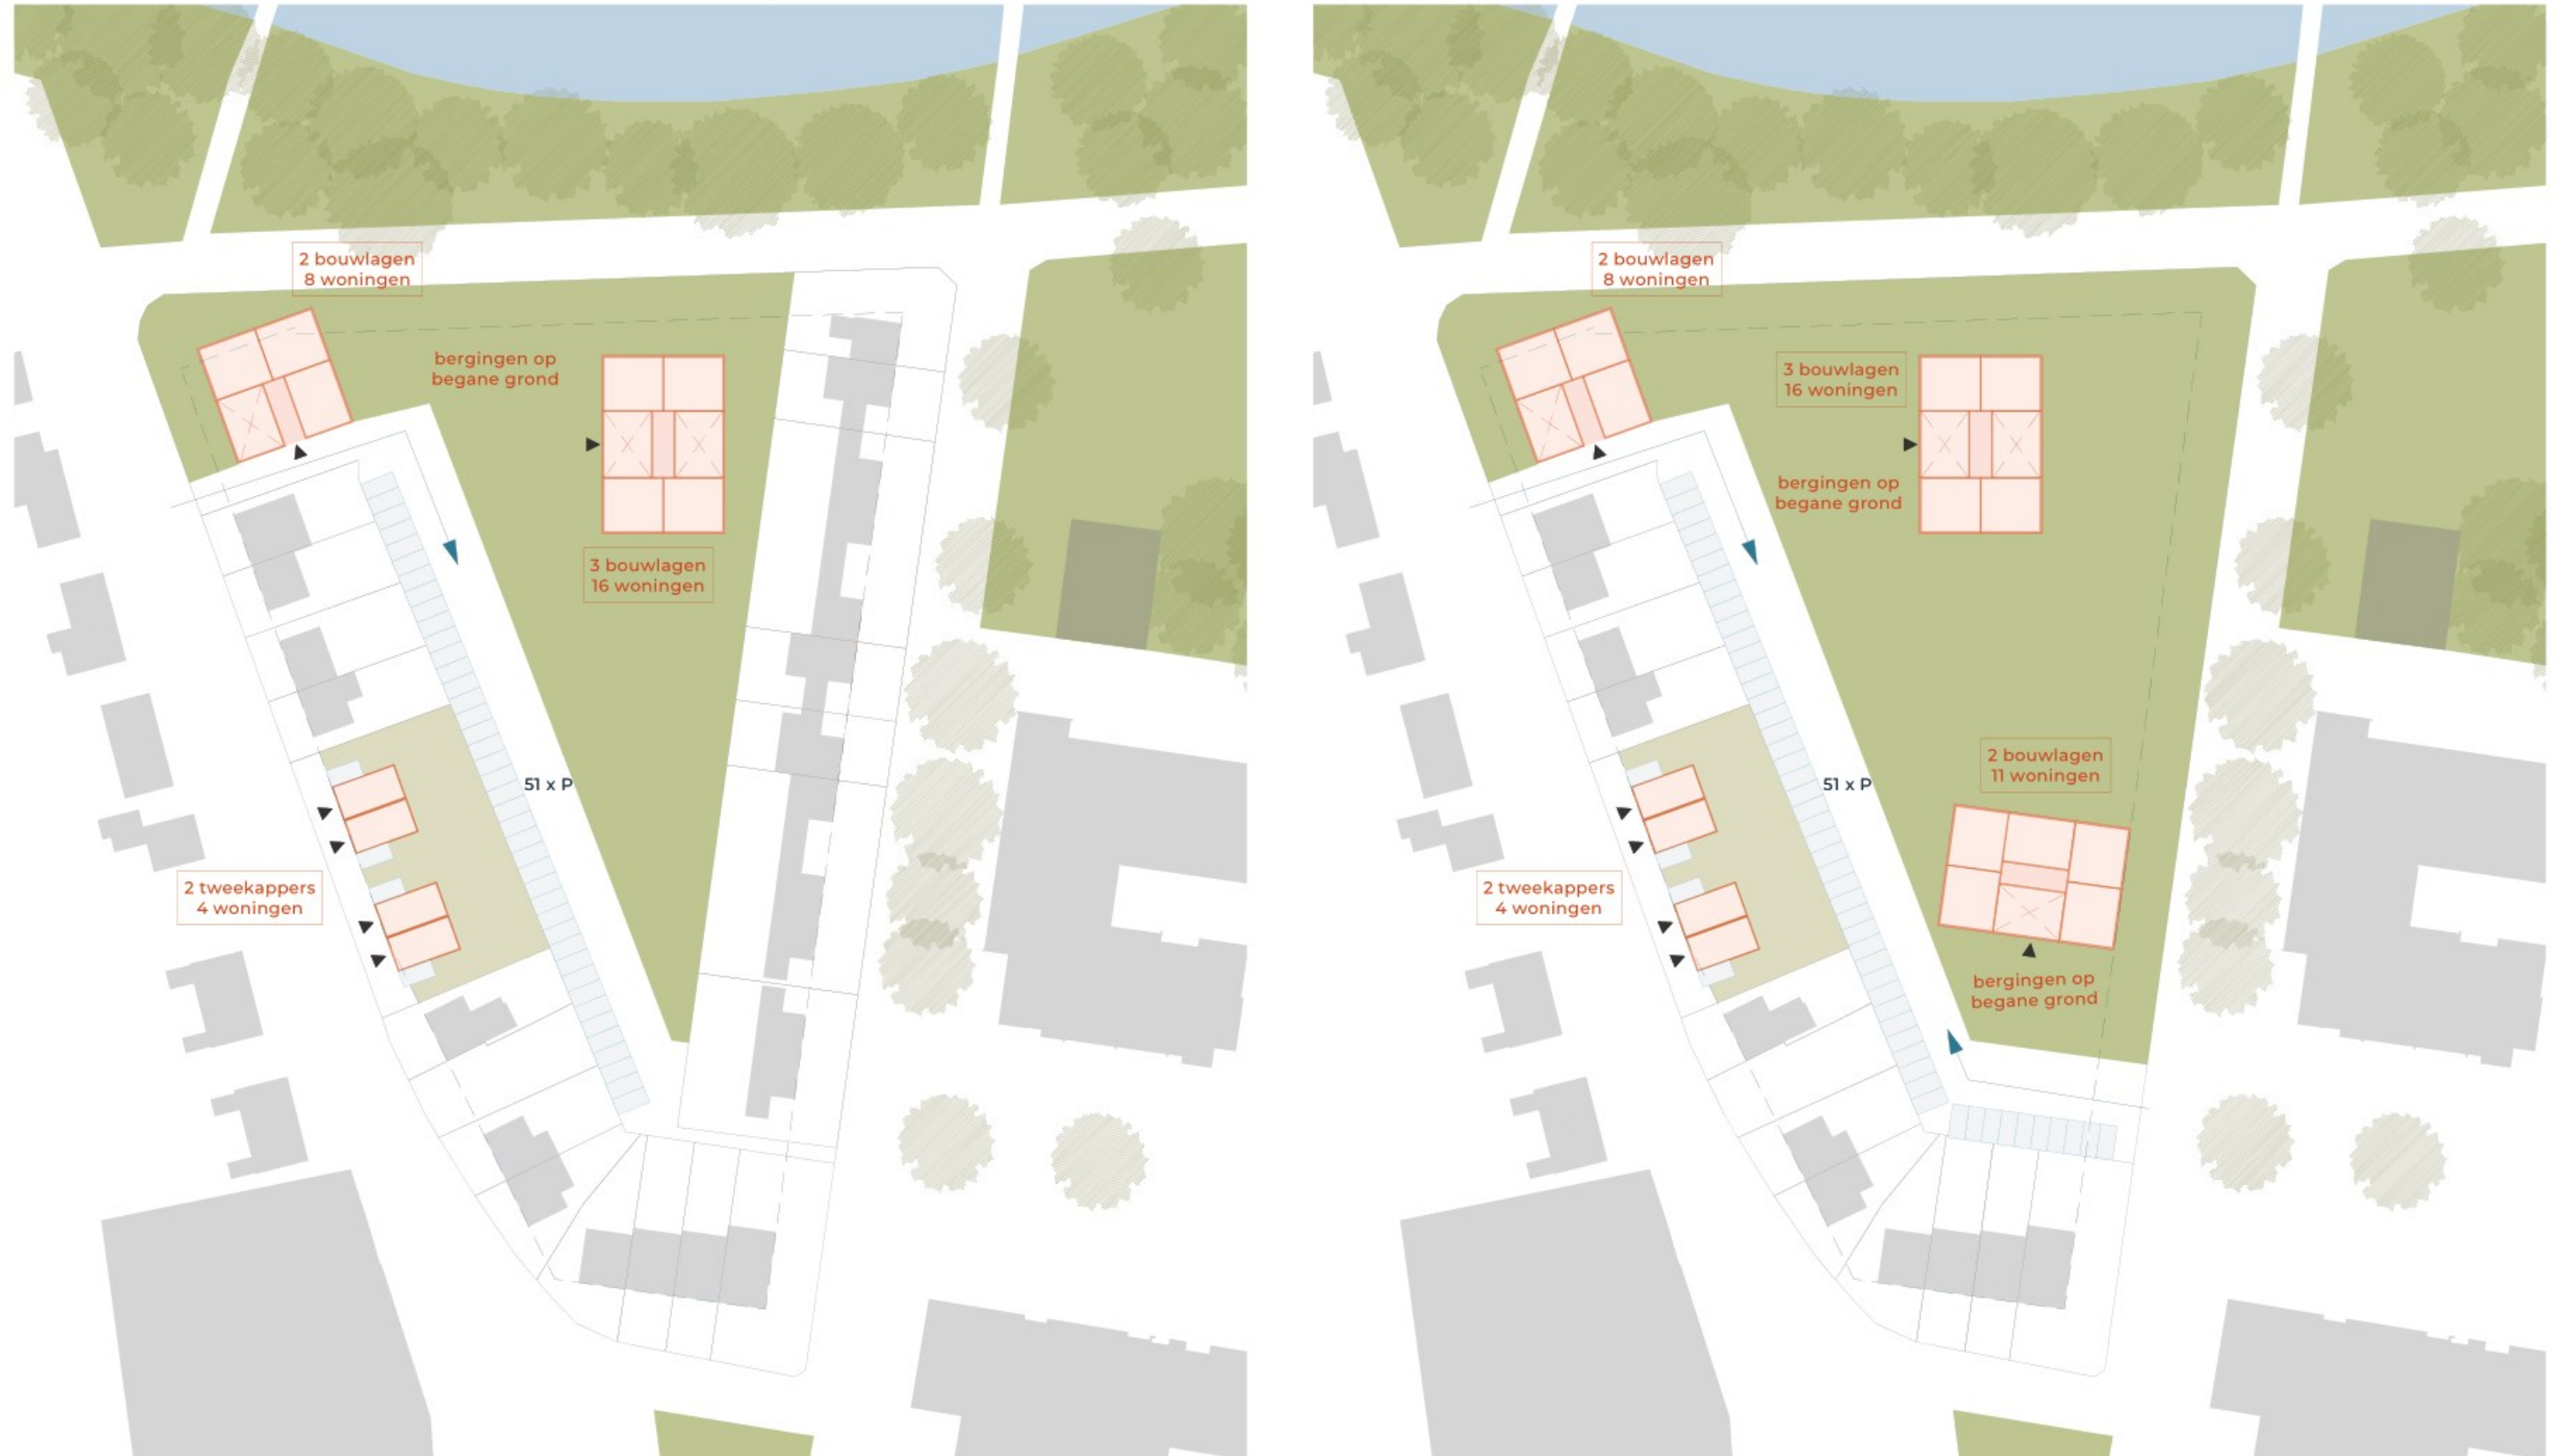 2 bouwlagen
8 woningen
bergingen op
begane grond
3 bouwlagen
16 woningen
51 x P
2 tweekappers
4 woningen
2 bouwlagen
8 woningen
3 bouwlagen
16 woningen
bergingen op
begane grond
2 bouwlagen
11 woningen
51 x P
2 tweekappers
4 woningen
bergingen op
begane grond